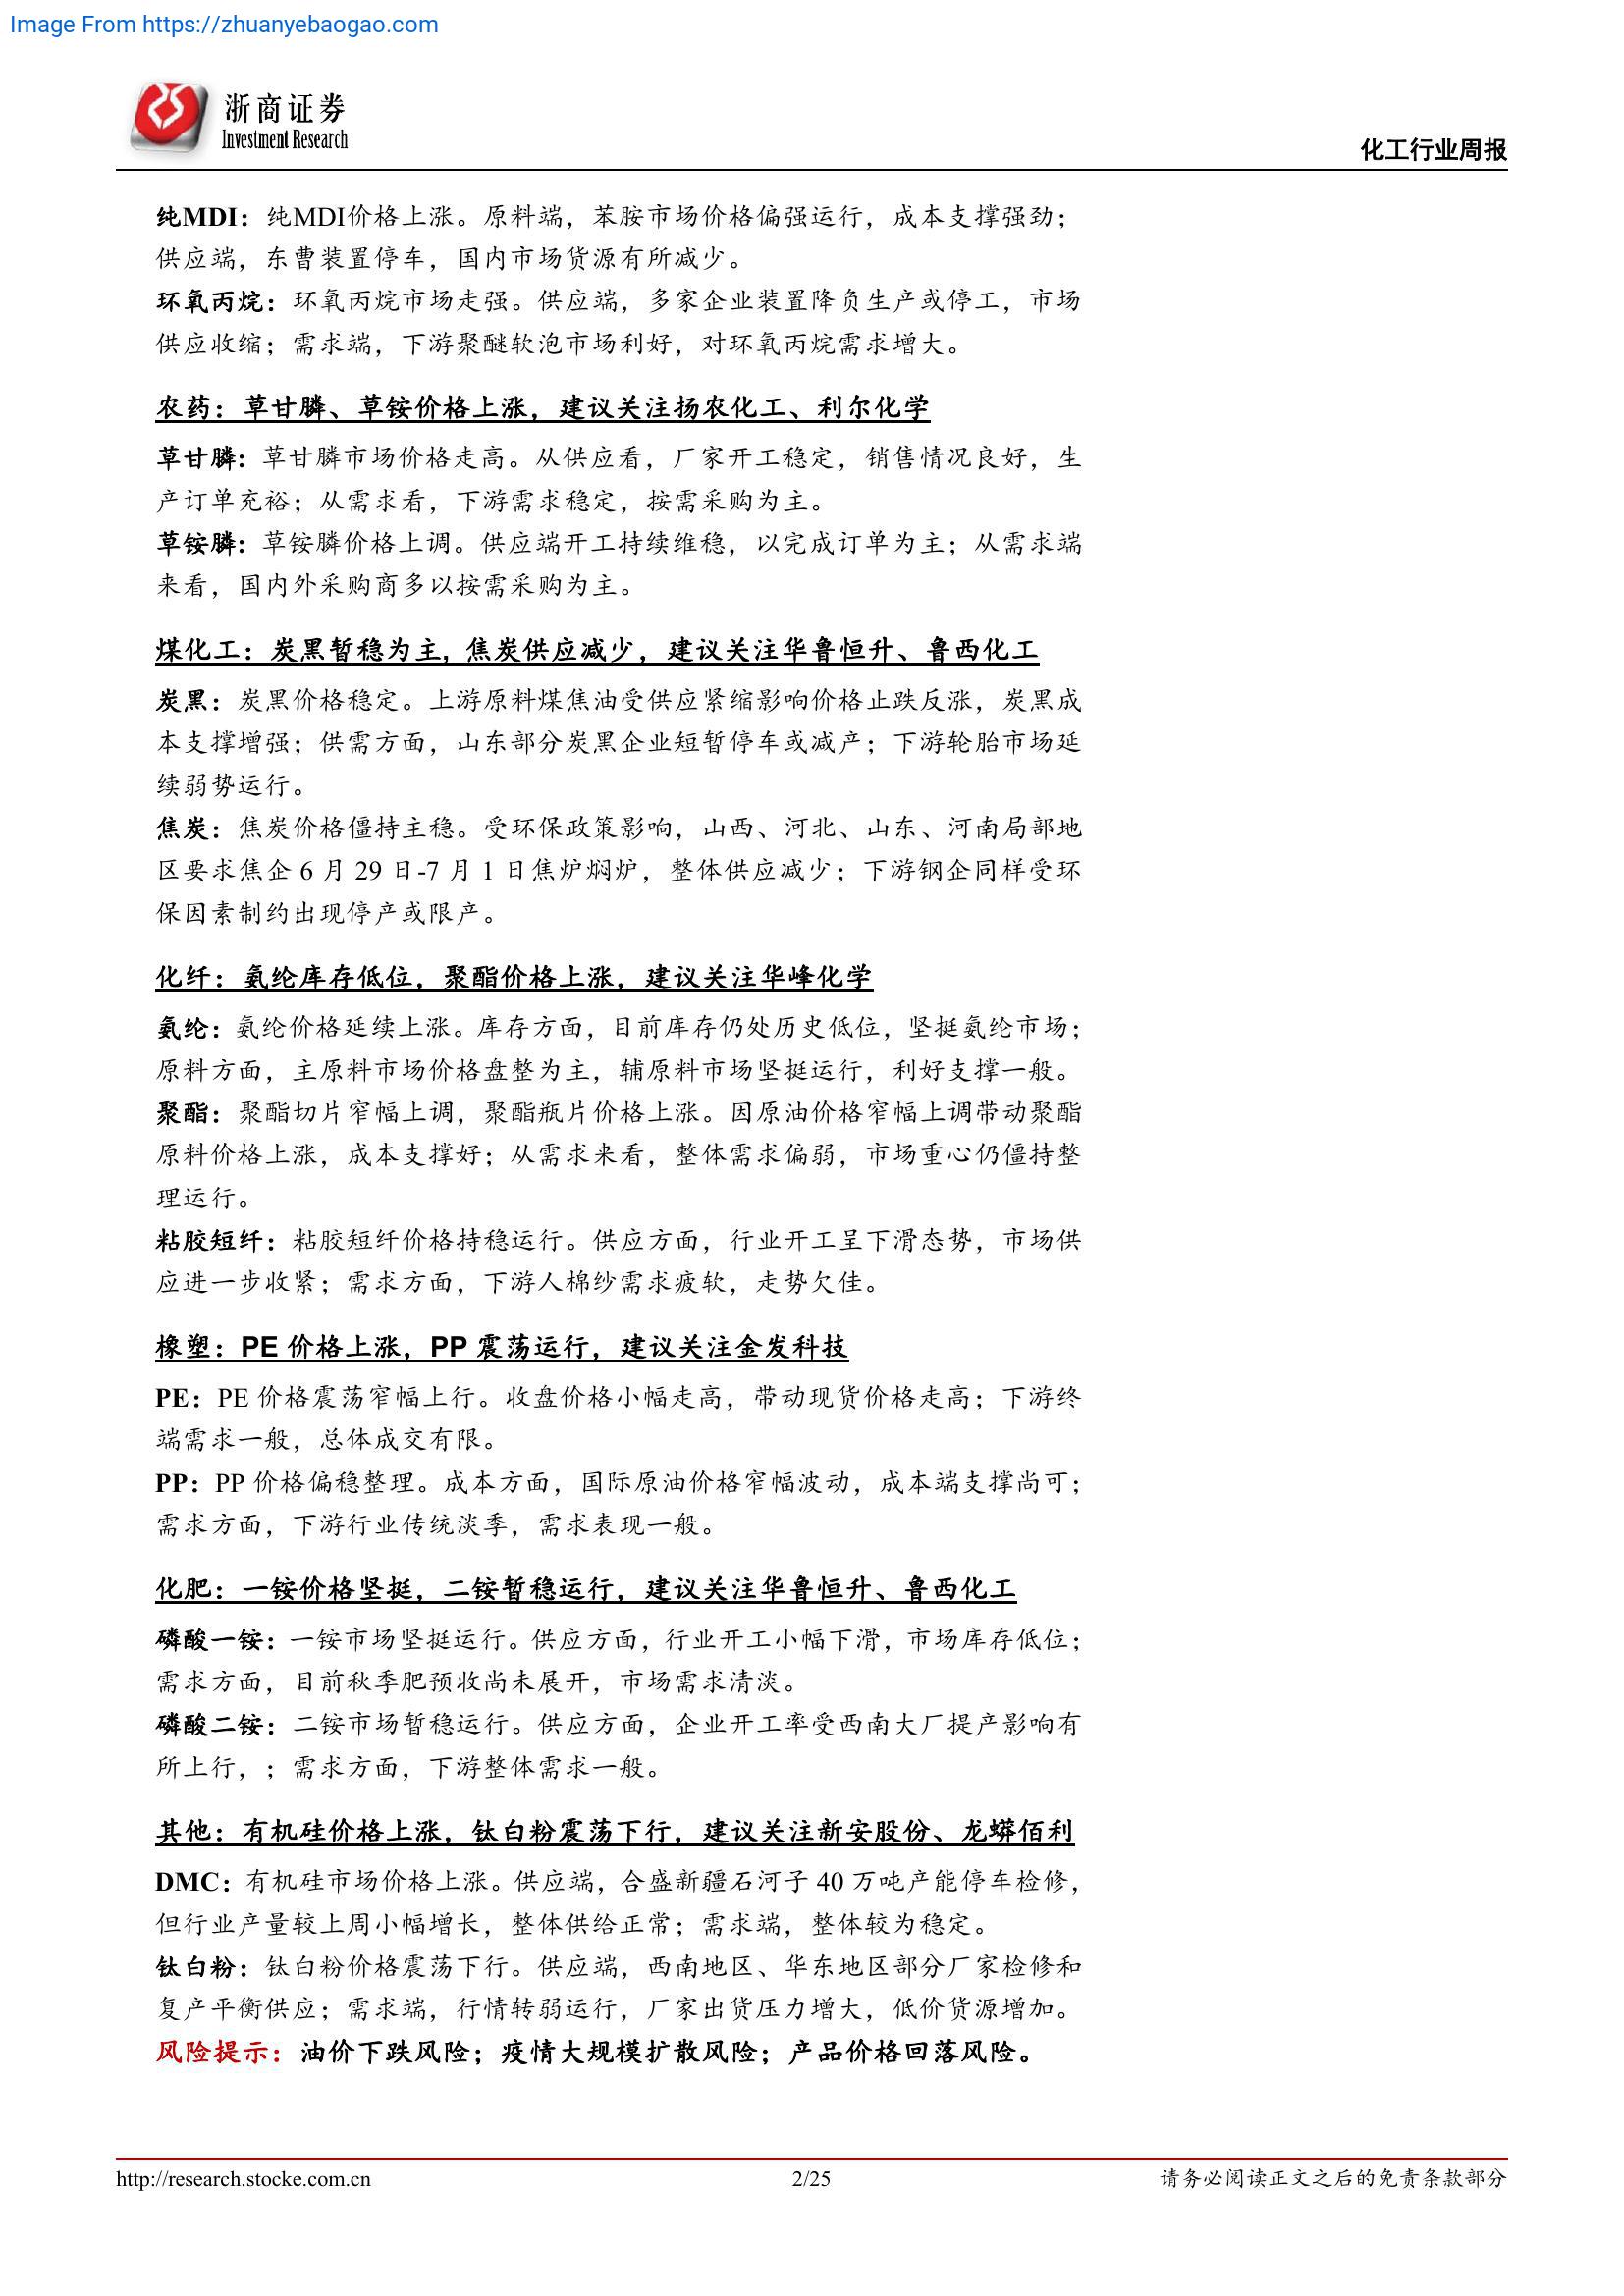 Image From https://zhuanyebaogao.com
浙商证券
Investment Research
化工行业周报
纯MDI：纯MDI价格上涨。原料端，苯胺市场价格偏强运行，成本支撑强劲；
供应端，东曹装置停车，国内市场货源有所减少。
环氧丙烷：环氧丙烷市场走强。供应端，多家企业装置降负生产或停工，市场
供应收缩；需求端，下游聚醚软泡市场利好，对环氧丙烷需求增大。
农药：草甘膦、草铵价格上涨，建议关注扬农化工、利尔化学
草甘膦：草甘膦市场价格走高。从供应看，厂家开工稳定，销售情况良好，生
产订单充裕；从需求看，下游需求稳定，按需采购为主。
草铵膦：草铵膦价格上调。供应端开工持续维稳，以完成订单为主；从需求端
来看，国内外采购商多以按需采购为主。
煤化工：炭黑暂稳为主，焦炭供应减少，建议关注华鲁恒升、鲁西化工
炭黑：炭黑价格稳定。上游原料煤焦油受供应紧缩影响价格止跌反涨，炭黑成
本支撑增强；供需方面，山东部分炭黑企业短暂停车或减产；下游轮胎市场延
续弱势运行。
焦炭：焦炭价格僵持主稳。受环保政策影响，山西、河北、山东、河南局部地
区要求焦企 6 月 29 日-7 月 1 日焦炉焖炉，整体供应减少；下游钢企同样受环
保因素制约出现停产或限产。
化纤：氨纶库存低位，聚酯价格上涨，建议关注华峰化学
氨纶：氨纶价格延续上涨。库存方面，目前库存仍处历史低位，坚挺氨纶市场；
原料方面，主原料市场价格盘整为主，辅原料市场坚挺运行，利好支撑一般。
聚酯：聚酯切片窄幅上调，聚酯瓶片价格上涨。因原油价格窄幅上调带动聚酯
原料价格上涨，成本支撑好；从需求来看，整体需求偏弱，市场重心仍僵持整
理运行。
粘胶短纤：粘胶短纤价格持稳运行。供应方面，行业开工呈下滑态势，市场供
应进一步收紧；需求方面，下游人棉纱需求疲软，走势欠佳。
橡塑：PE 价格上涨，PP 震荡运行，建议关注金发科技
PE：PE 价格震荡窄幅上行。收盘价格小幅走高，带动现货价格走高；下游终
端需求一般，总体成交有限。
PP：PP 价格偏稳整理。成本方面，国际原油价格窄幅波动，成本端支撑尚可；
需求方面，下游行业传统淡季，需求表现一般。
化肥：一铵价格坚挺，二铵暂稳运行，建议关注华鲁恒升、鲁西化工
磷酸一铵：一铵市场坚挺运行。供应方面，行业开工小幅下滑，市场库存低位；
需求方面，目前秋季肥预收尚未展开，市场需求清淡。
磷酸二铵：二铵市场暂稳运行。供应方面，企业开工率受西南大厂提产影响有
所上行，；需求方面，下游整体需求一般。
其他：有机硅价格上涨，钛白粉震荡下行，建议关注新安股份、龙蟒佰利
DMC：有机硅市场价格上涨。供应端，合盛新疆石河子 40 万吨产能停车检修，
但行业产量较上周小幅增长，整体供给正常；需求端，整体较为稳定。
钛白粉：钛白粉价格震荡下行。供应端，西南地区、华东地区部分厂家检修和
复产平衡供应；需求端，行情转弱运行，厂家出货压力增大，低价货源增加。
风险提示：油价下跌风险；疫情大规模扩散风险；产品价格回落风险。
http://research.stocke.com.cn
2/25
请务必阅读正文之后的免责条款部分